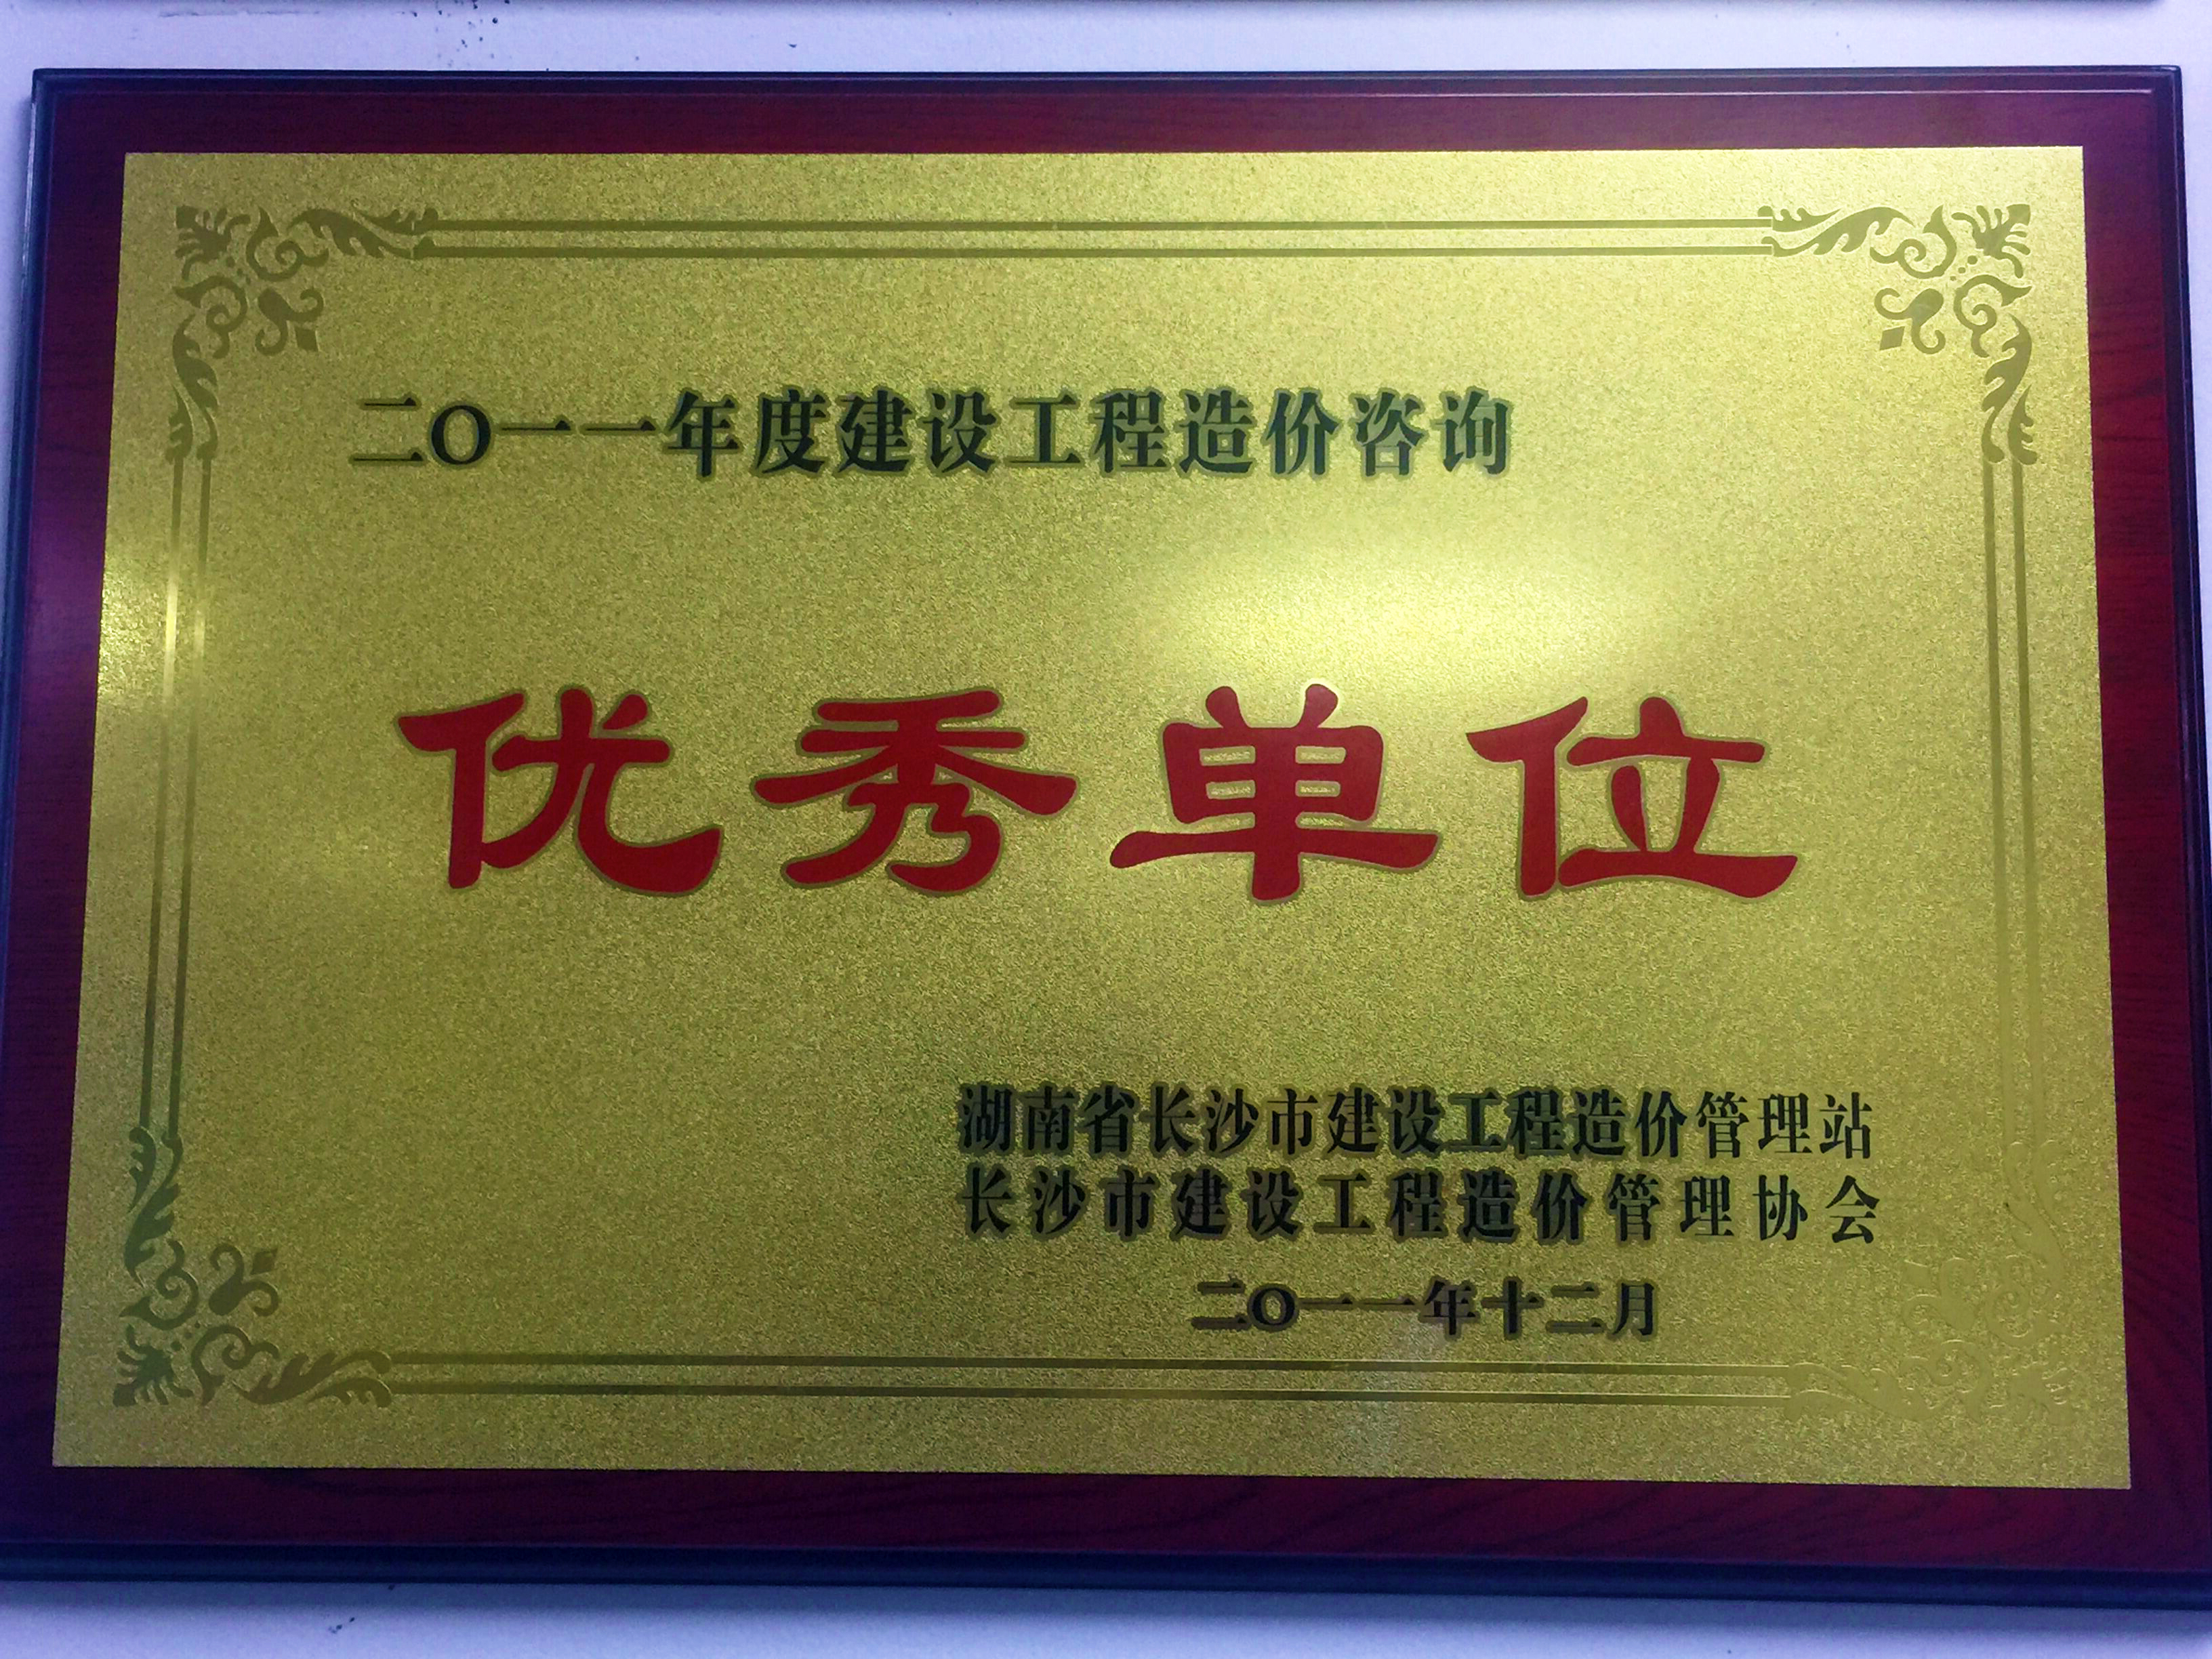 二〇一一年度建设工程造价咨询
优秀单位
湖南省长沙市建设工程造价管理站
长沙市建设工程造价管理协会
二〇一一年十二月